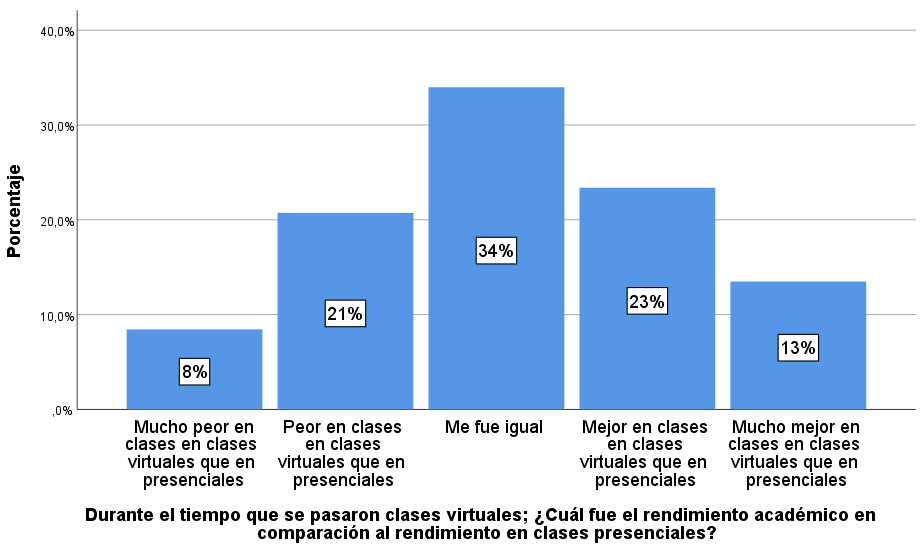 40,0%
30,0%
20,0%
10,0%
,0%
Porcentaje
8%
21%
34%
23%
13%
Mucho peor en
clases en clases
virtuales que en
presenciales
Peor en clases
en clases
virtuales que en
presenciales
Me fue igual
Mejor en clases
en clases
virtuales que en
presenciales
Mucho mejor en
clases en clases
virtuales que en
presenciales
Durante el tiempo que se pasaron clases virtuales; ¿Cuál fue el rendimiento académico en
comparación al rendimiento en clases presenciales?